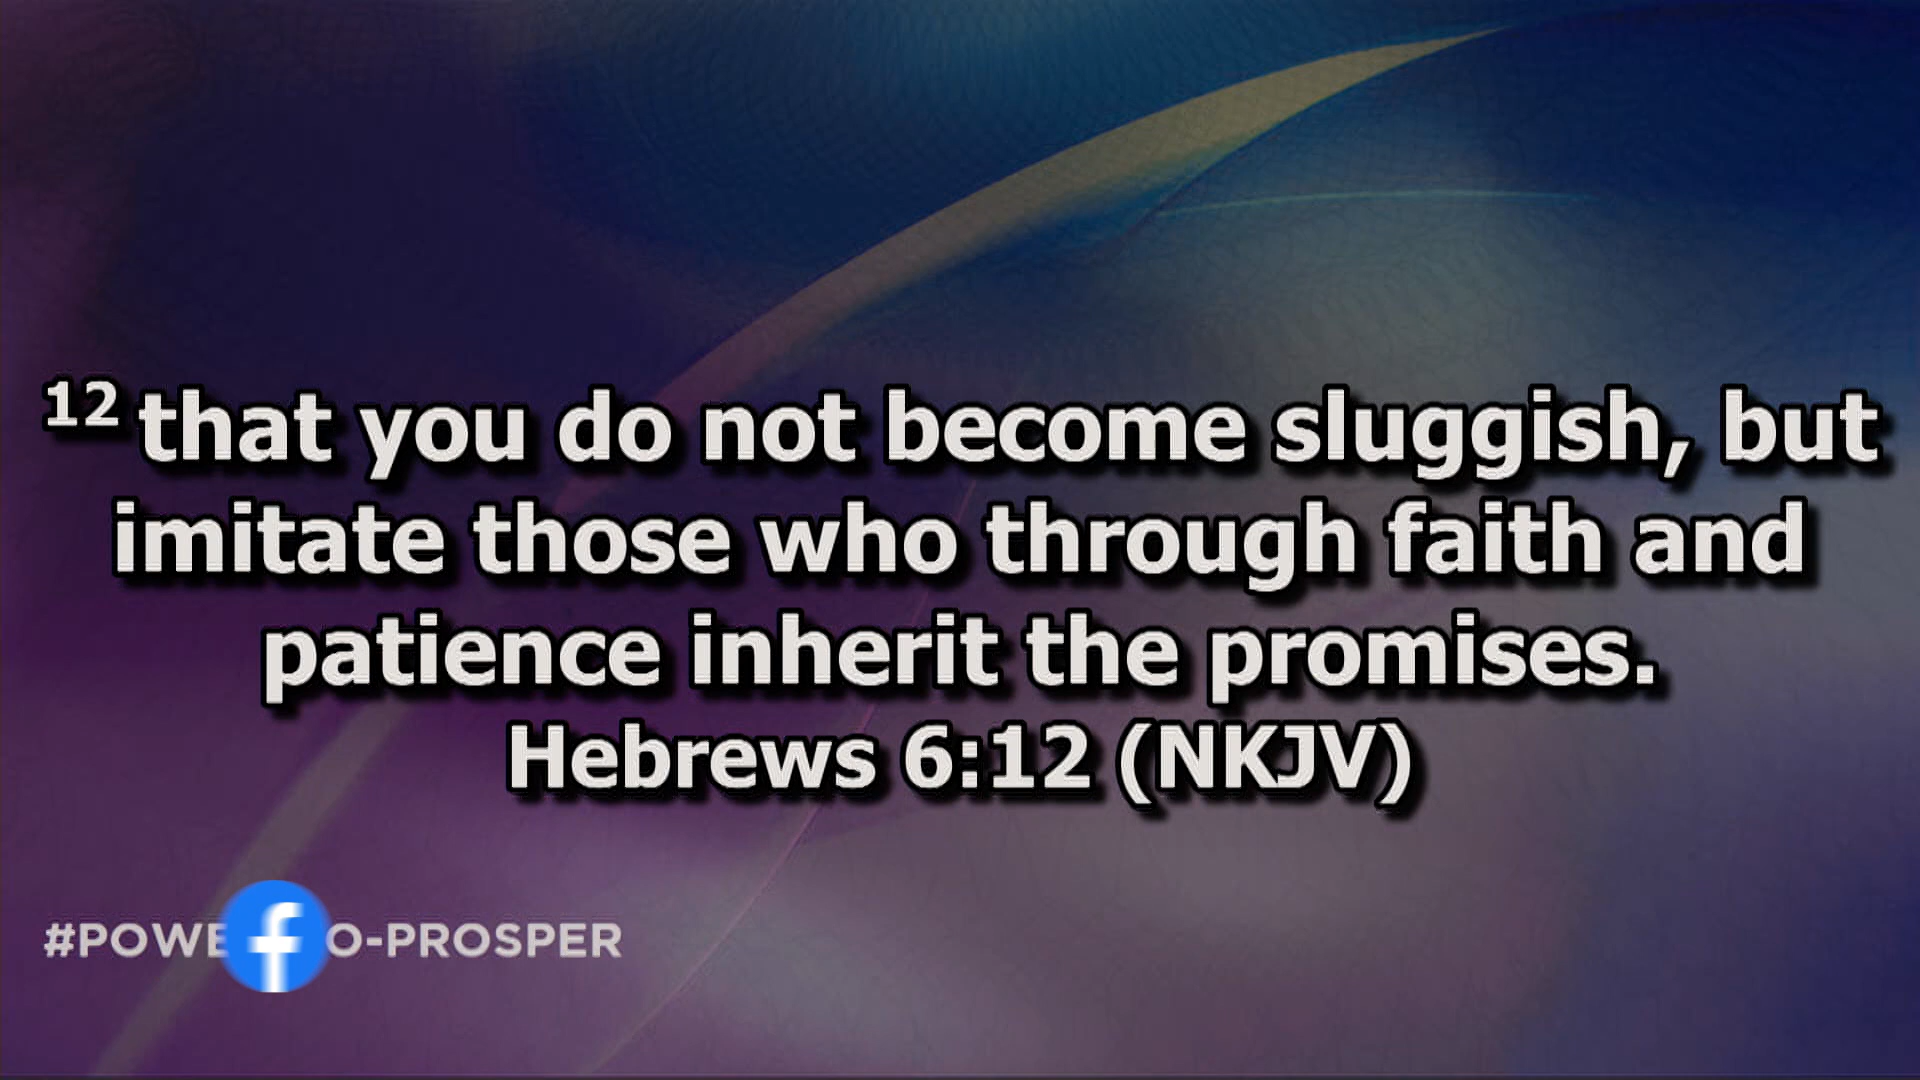 12 that you do not become sluggish, but
imitate those who through faith and
patience inherit the promises.
Hebrews 6:12 (NKJV)
#POWE O-PROSPER